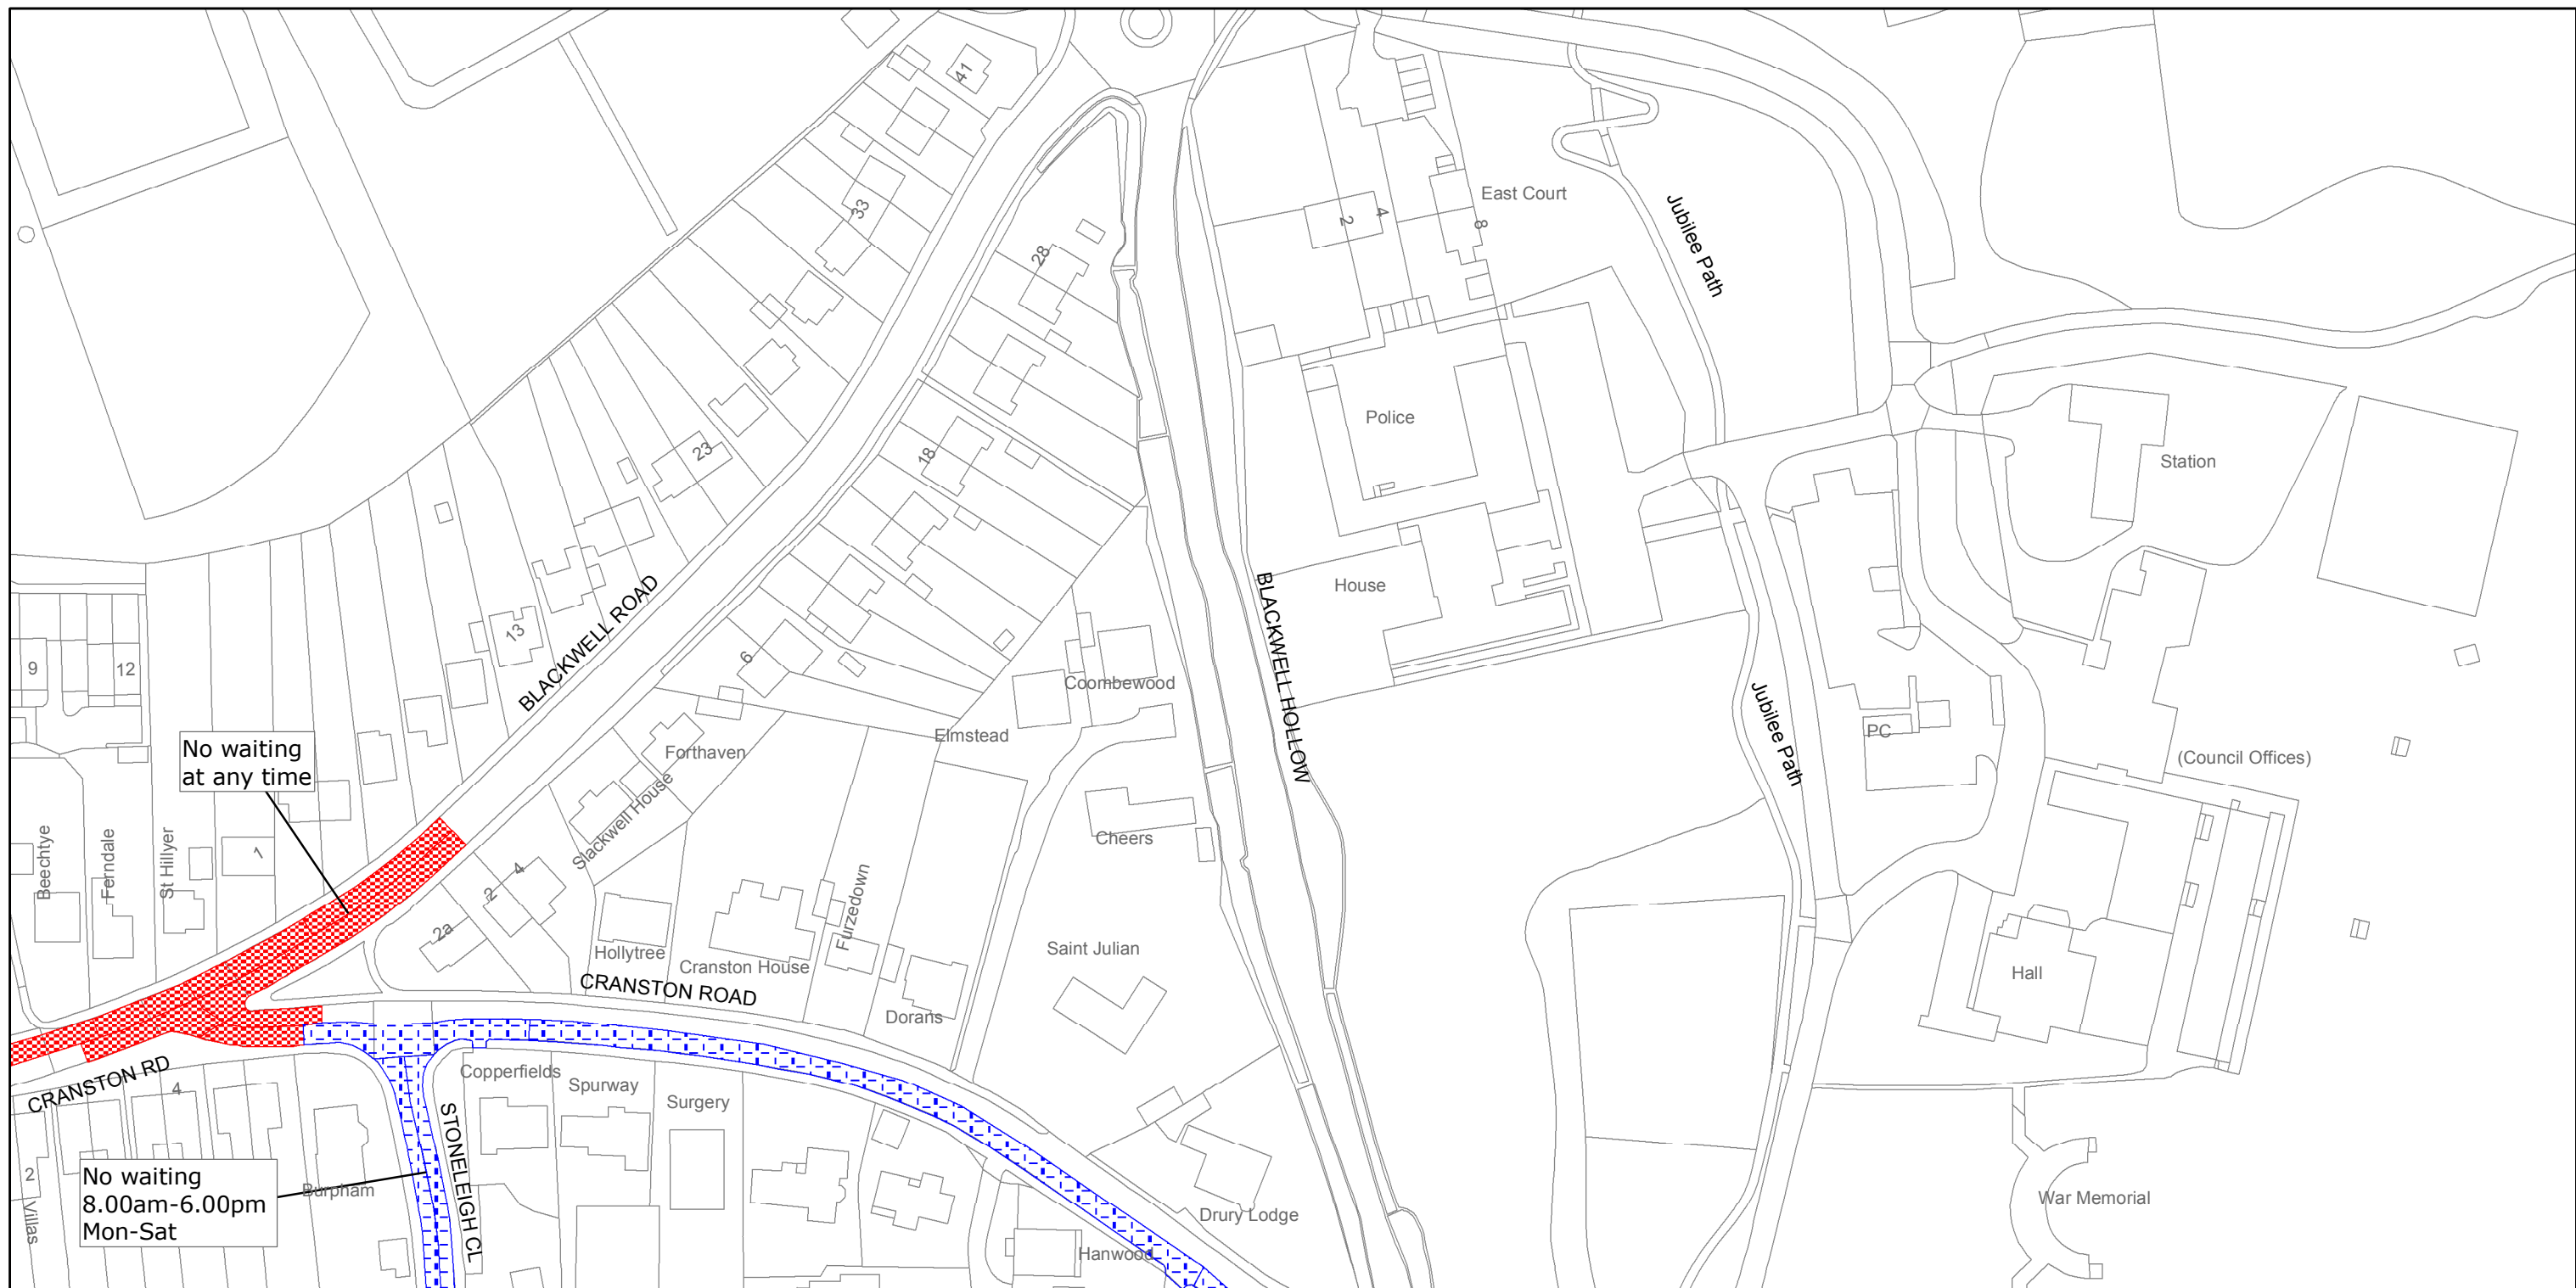 41
33
28
East Court
2
4
8
Jubilee Path
23
18
Police
Station
BLACKWELL ROAD
13
6
House
BLACKWELL HOLLOW
9
12
Coombewood
Elmstead
Jubilee Path
PC
(Council Offices)
No waiting
at any time
Forthaven
Slackwell House
Beechtye
Ferndale
St Hillyer
1
Cheers
2
4
2a
Furzedown
Hollytree
Cranston House
Saint Julian
Hall
CRANSTON ROAD
Dorans
CRANSTON RD
4
Copperfields
Spurway
Surgery
STONELEIGH CL
2
Villas
No waiting
8.00am-6.00pm
Mon-Sat
Burpham
War Memorial
Drury Lodge
Hanwood